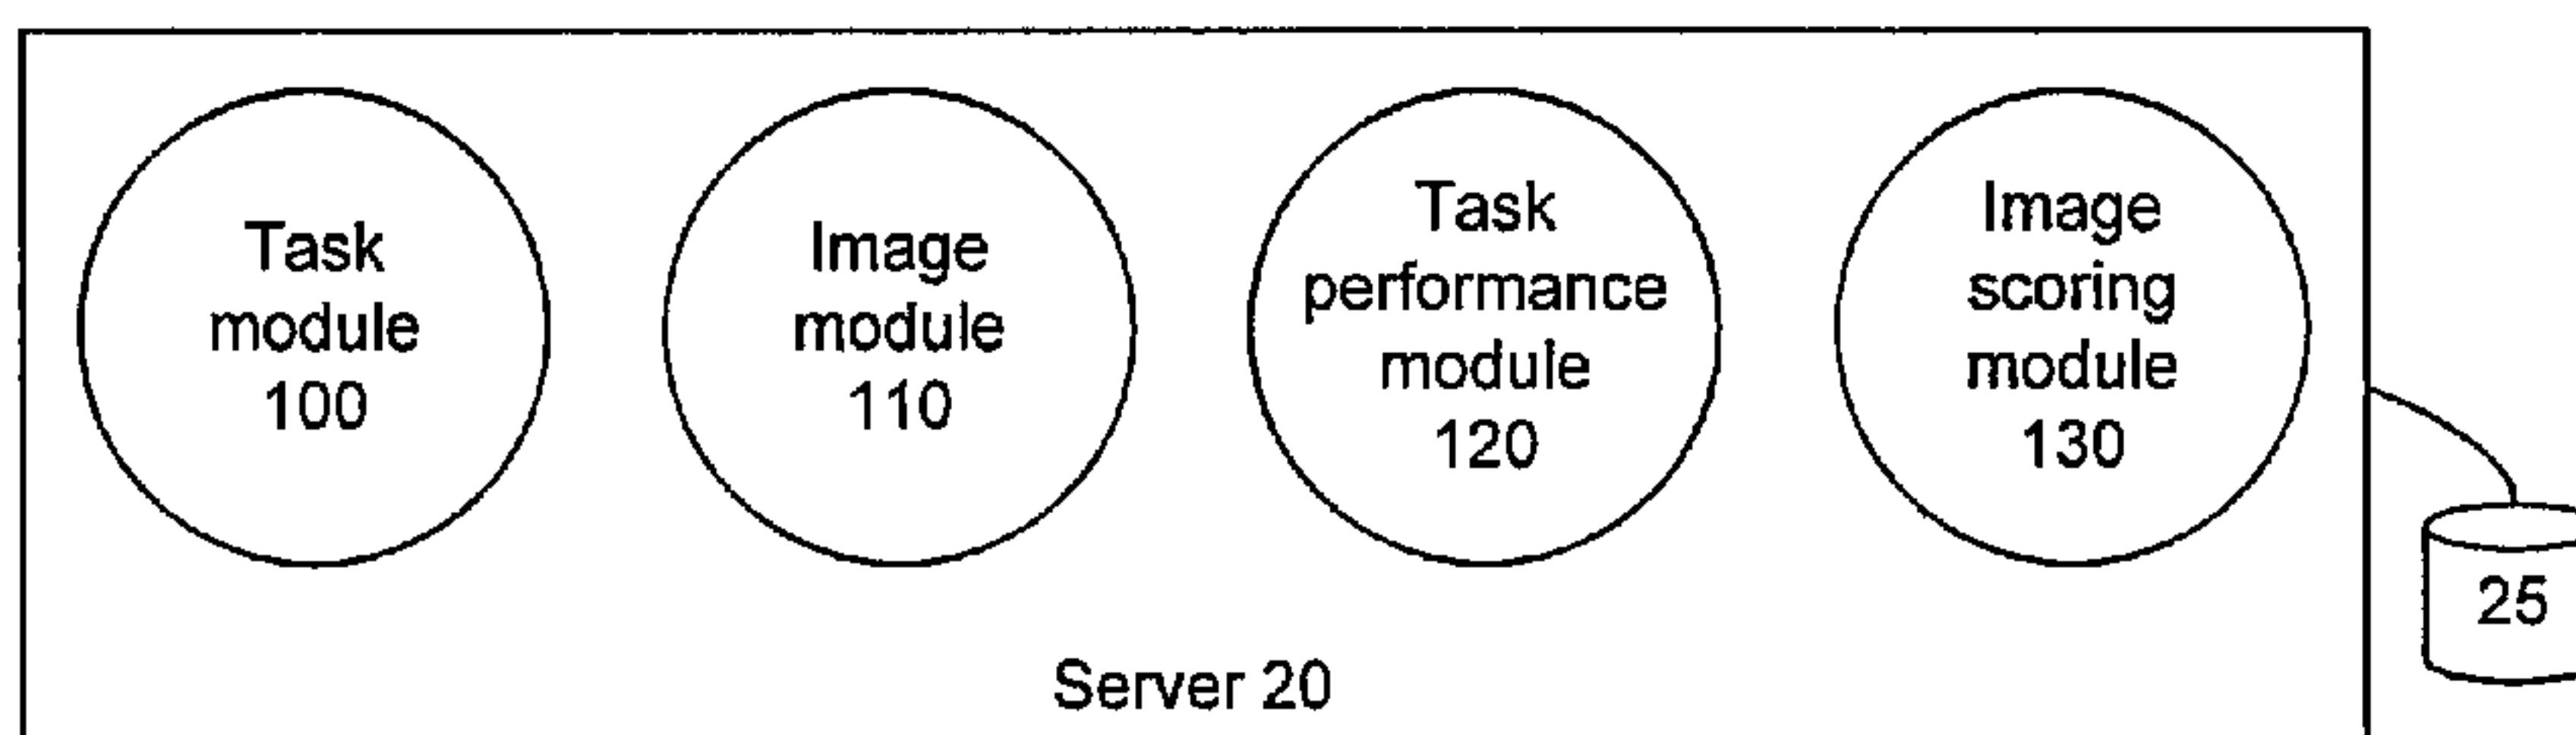 Task
module
100
Image
module
110
Task
performance
module
120
Image
scoring
module
130
25
Server 20